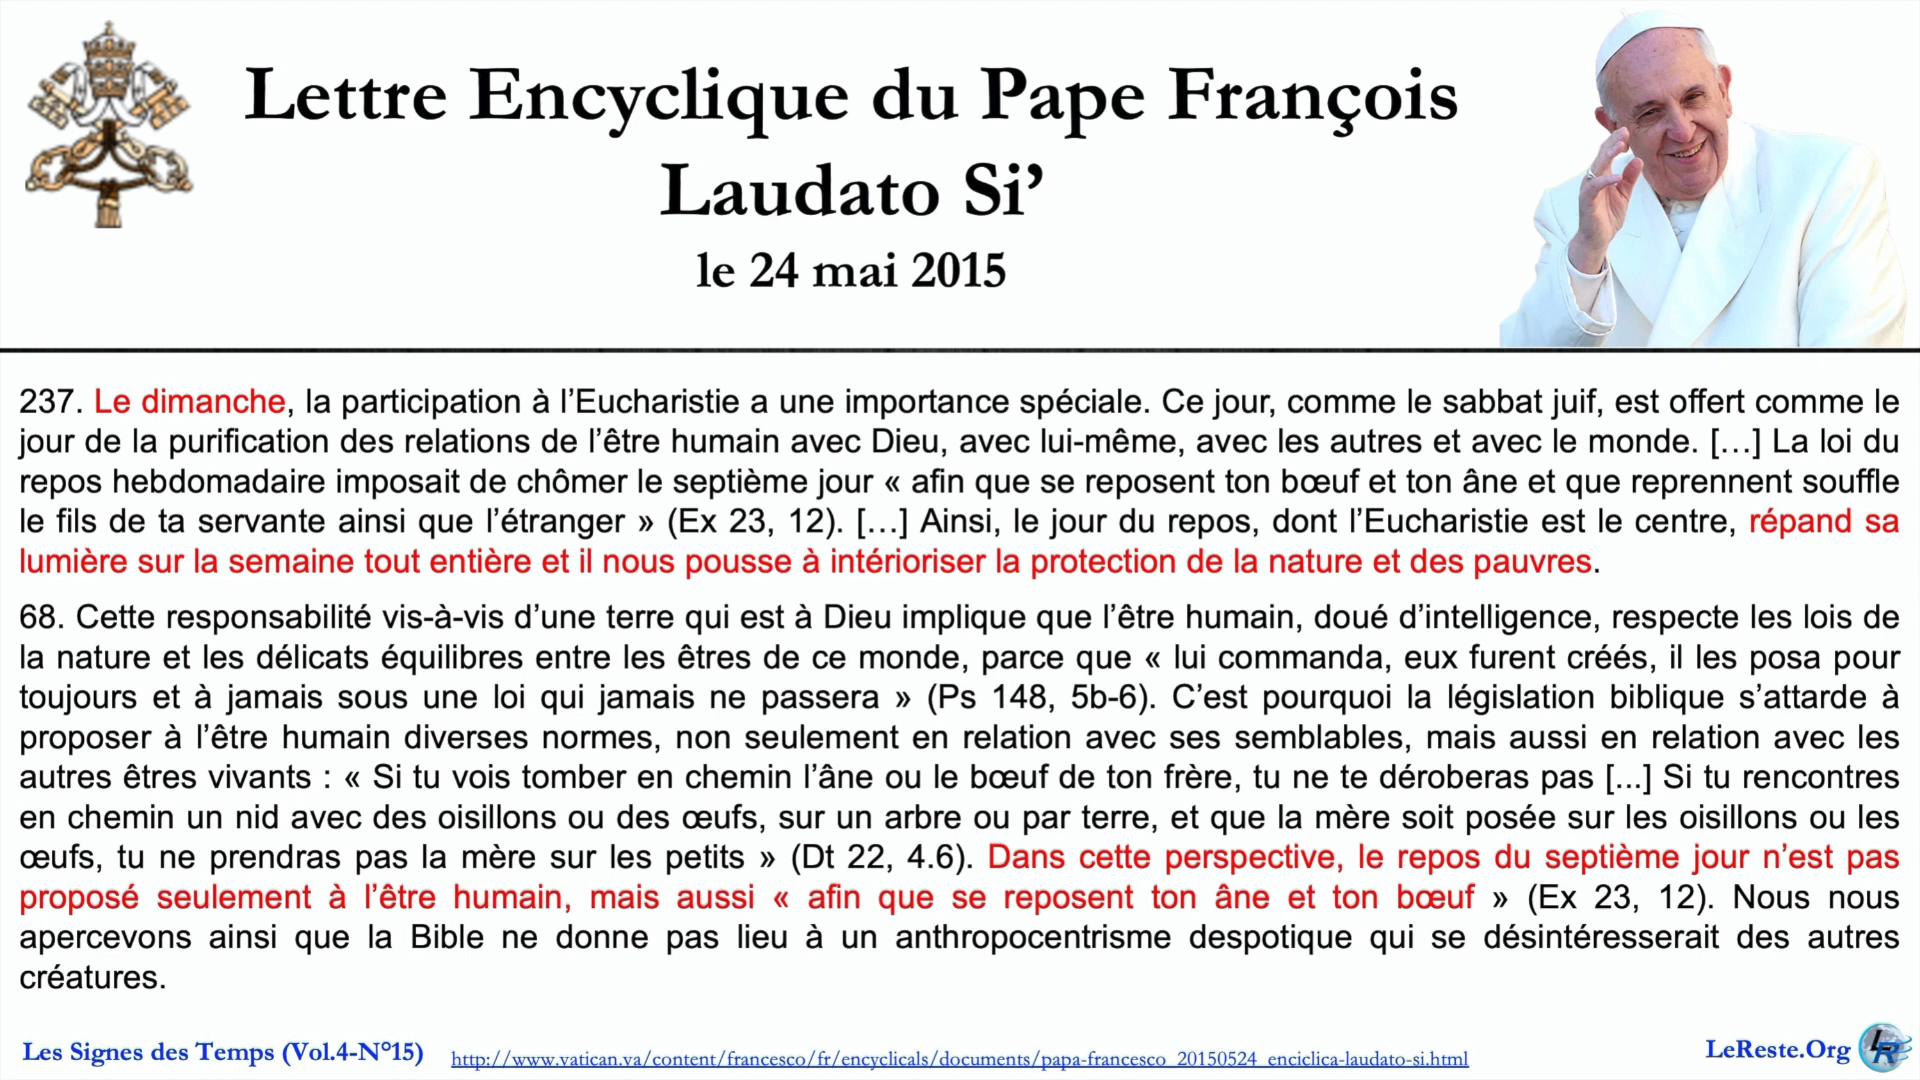 Lettre Encyclique du Pape François
Laudato Si’
le 24 mai 2015
237. Le dimanche, la participation à l’Eucharistie a une importance spéciale. Ce jour, comme le sabbat juif, est offert comme le
jour de la purification des relations de l’être humain avec Dieu, avec lui-même, avec les autres et avec le monde. […] La loi du
repos hebdomadaire imposait de chômer le septième jour « afin que se reposent ton bœuf et ton âne et que reprennent souffle
le fils de ta servante ainsi que l’étranger » (Ex 23, 12). […] Ainsi, le jour du repos, dont l’Eucharistie est le centre, répand sa
lumière sur la semaine tout entière et il nous pousse à intérioriser la protection de la nature et des pauvres.
68. Cette responsabilité vis-à-vis d’une terre qui est à Dieu implique que l’être humain, doué d’intelligence, respecte les lois de
la nature et les délicats équilibres entre les êtres de ce monde, parce que « lui commanda, eux furent créés, il les posa pour
toujours et à jamais sous une loi qui jamais ne passera » (Ps 148, 5b-6). C’est pourquoi la législation biblique s’attarde à
proposer à l’être humain diverses normes, non seulement en relation avec ses semblables, mais aussi en relation avec les
autres êtres vivants : « Si tu vois tomber en chemin l’âne ou le bœuf de ton frère, tu ne te déroberas pas [...] Si tu rencontres
en chemin un nid avec des oisillons ou des œufs, sur un arbre ou par terre, et que la mère soit posée sur les oisillons ou les
œufs, tu ne prendras pas la mère sur les petits » (Dt 22, 4.6). Dans cette perspective, le repos du septième jour n’est pas
proposé seulement à l’être humain, mais aussi « afin que se reposent ton âne et ton bœuf » (Ex 23, 12). Nous nous
apercevons ainsi que la Bible ne donne pas lieu à un anthropocentrisme despotique qui se désintéresserait des autres
créatures.
Les Signes des Temps (Vol.4-N°15) http://www.vatican.va/content/francesco/fr/encyclicals/documents/papa-francesco_20150524_enciclica-laudato-si.html LeReste.Org LR